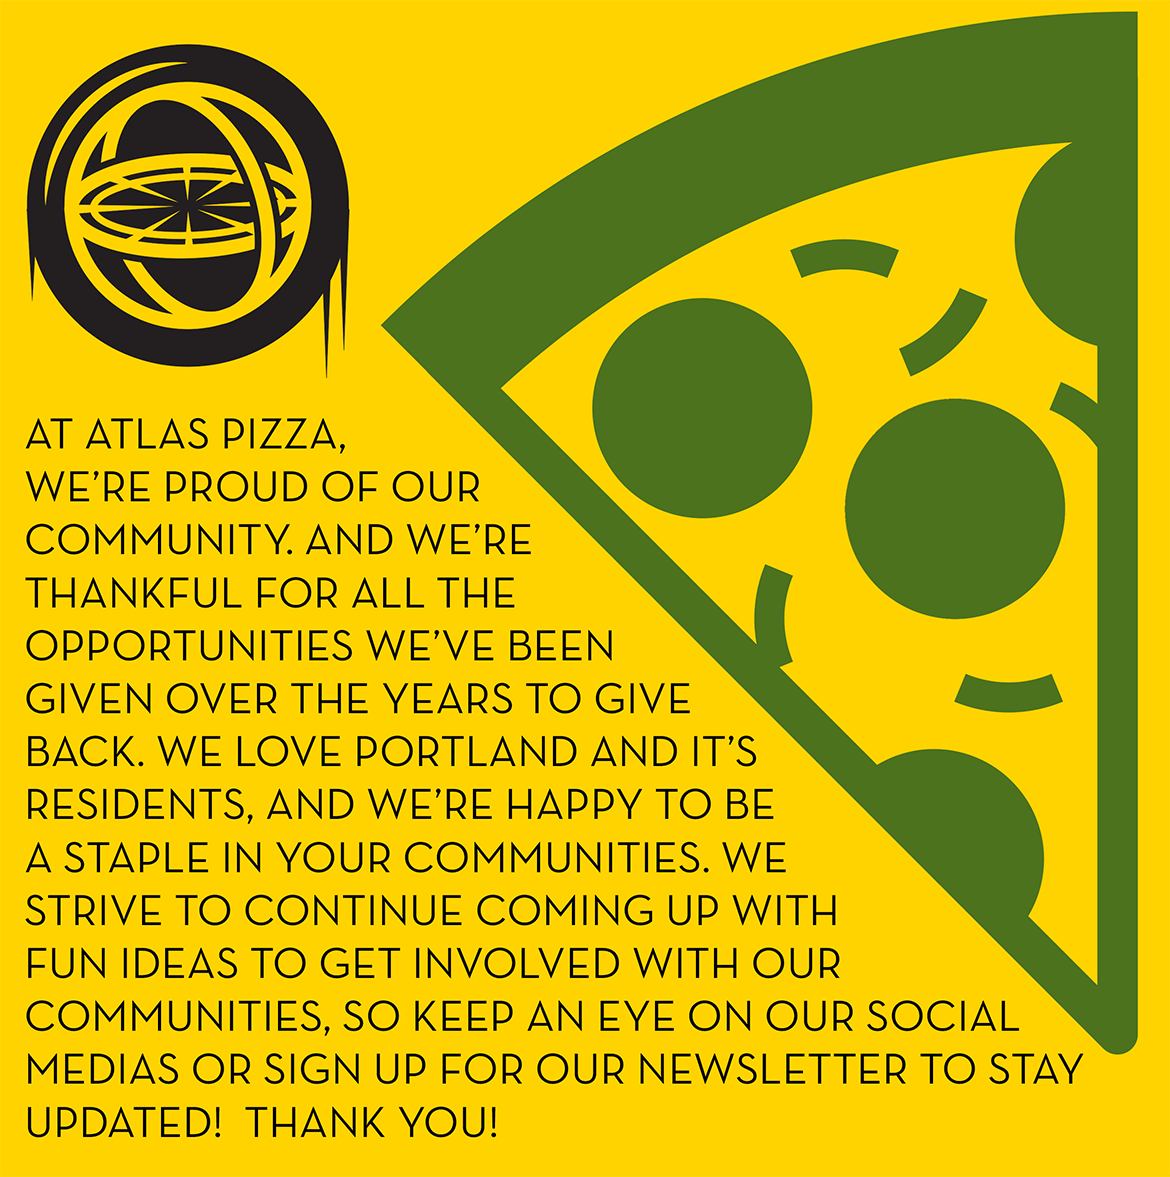 AT ATLAS PIZZA,
WE’RE PROUD OF OUR
COMMUNITY. AND WE’RE
THANKFUL FOR ALL THE
OPPORTUNITIES WE’VE BEEN
GIVEN OVER THE YEARS TO GIVE
BACK. WE LOVE PORTLAND AND IT’S
RESIDENTS, AND WE’RE HAPPY TO BE
A STAPLE IN YOUR COMMUNITIES. WE
STRIVE TO CONTINUE COMING UP WITH
FUN IDEAS TO GET INVOLVED WITH OUR
COMMUNITIES, SO KEEP AN EYE ON OUR SOCIAL
MEDIAS OR SIGN UP FOR OUR NEWSLETTER TO STAY
UPDATED!  THANK YOU!